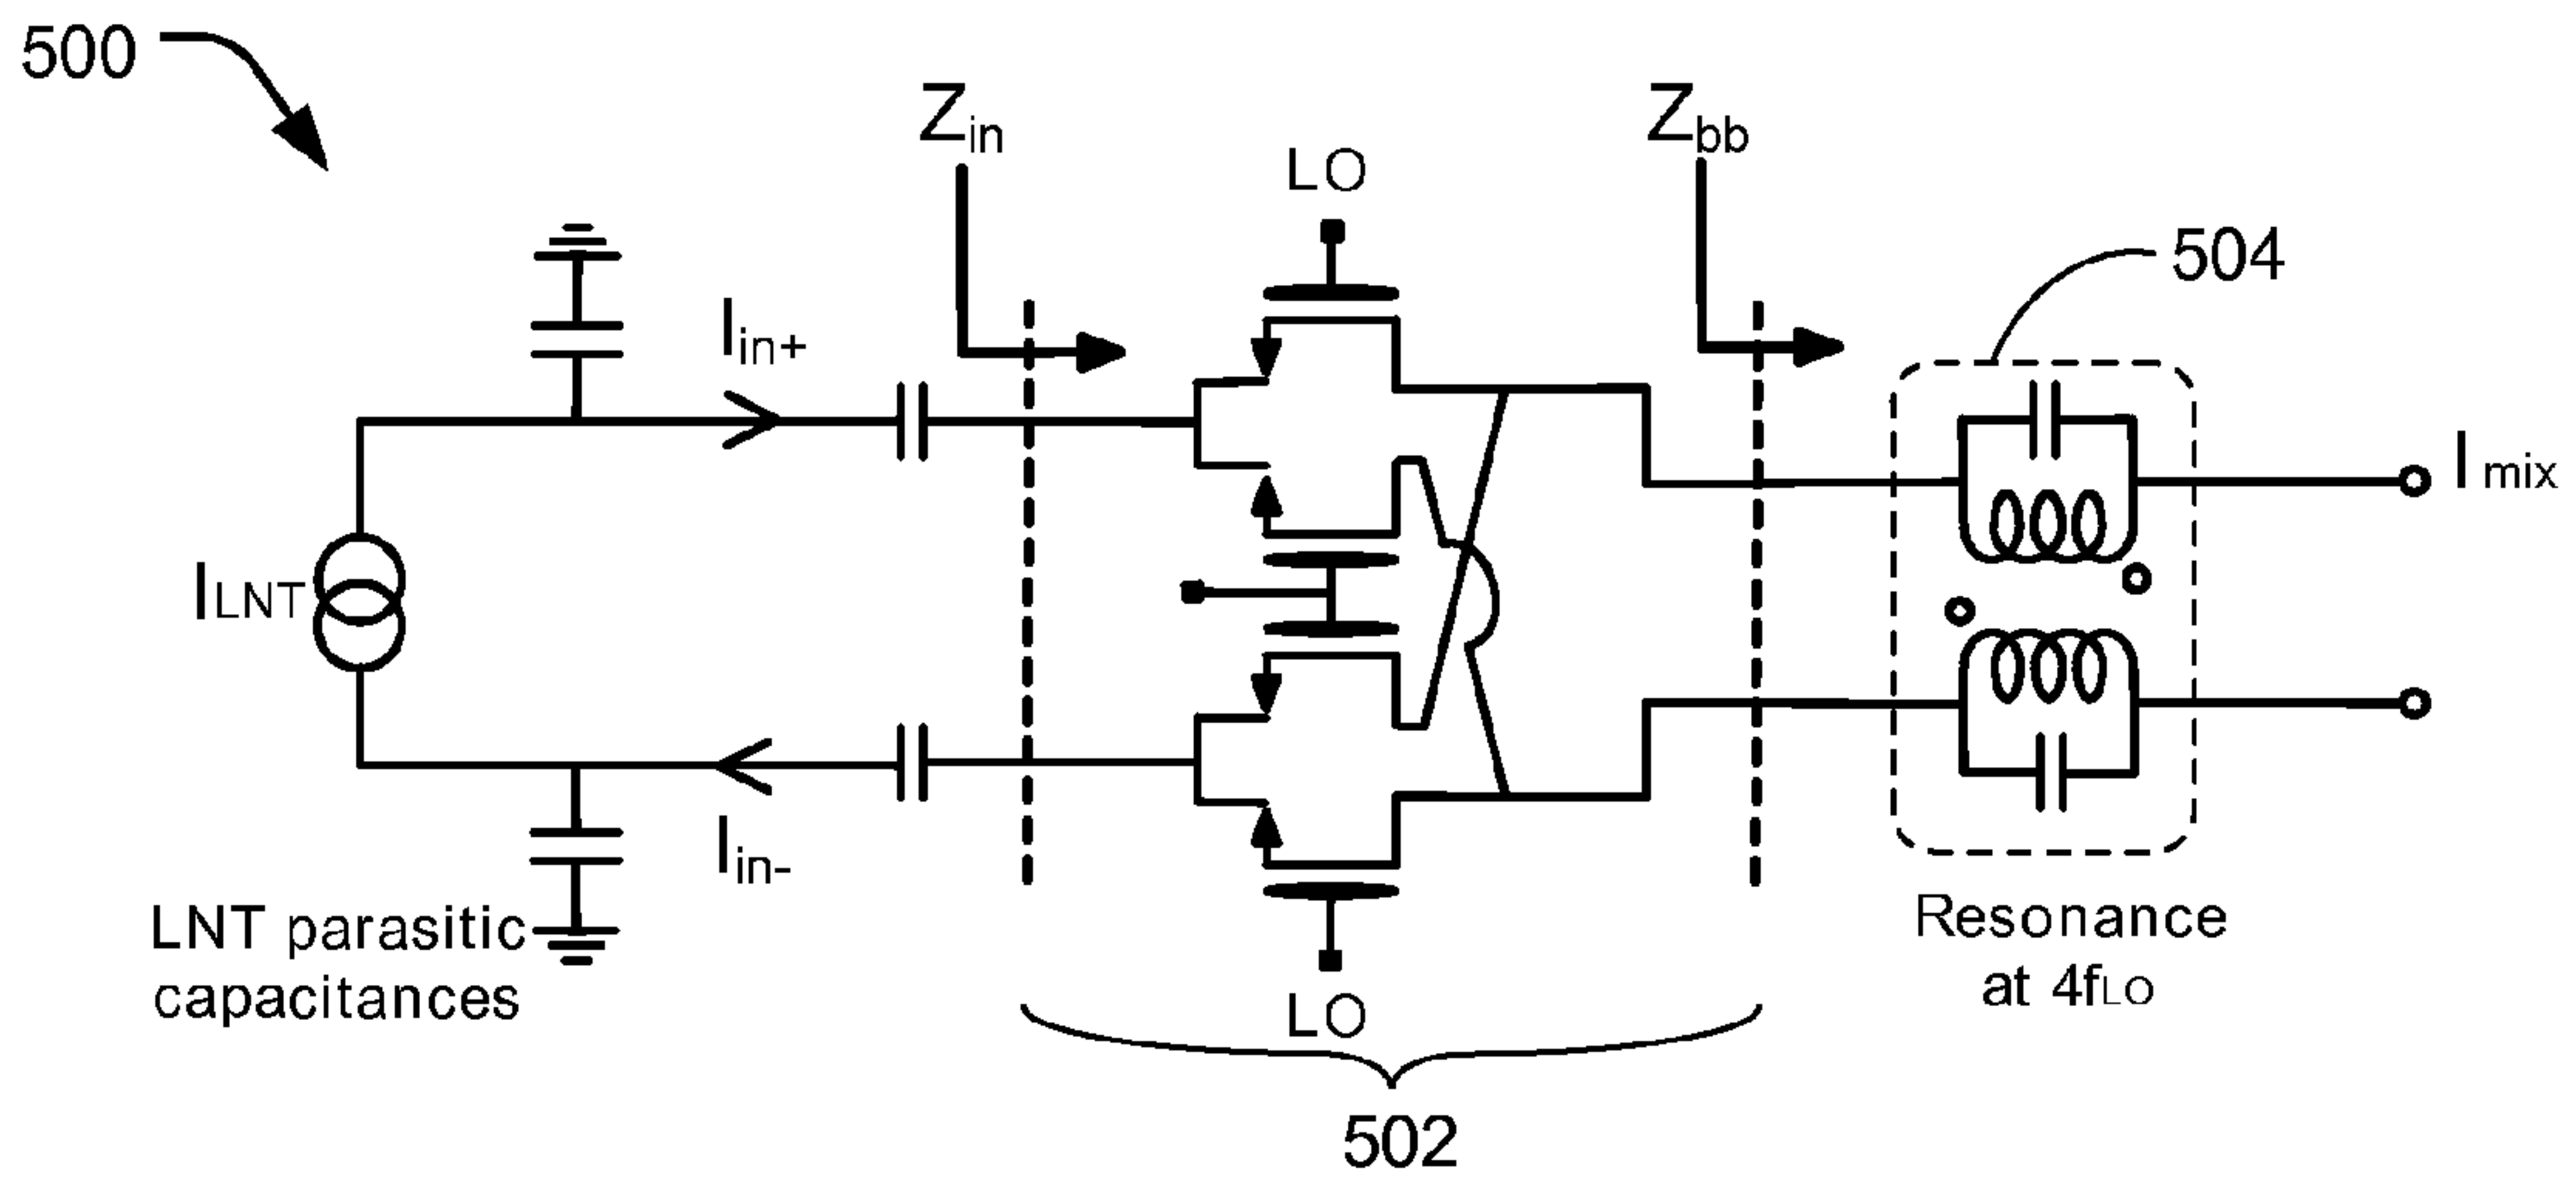 500
Zin
Zbb
LO
504
Iin+
Imix
ILNT
Iin-
LNT parasitic
capacitances
LO
Resonance
at 4fLO
502